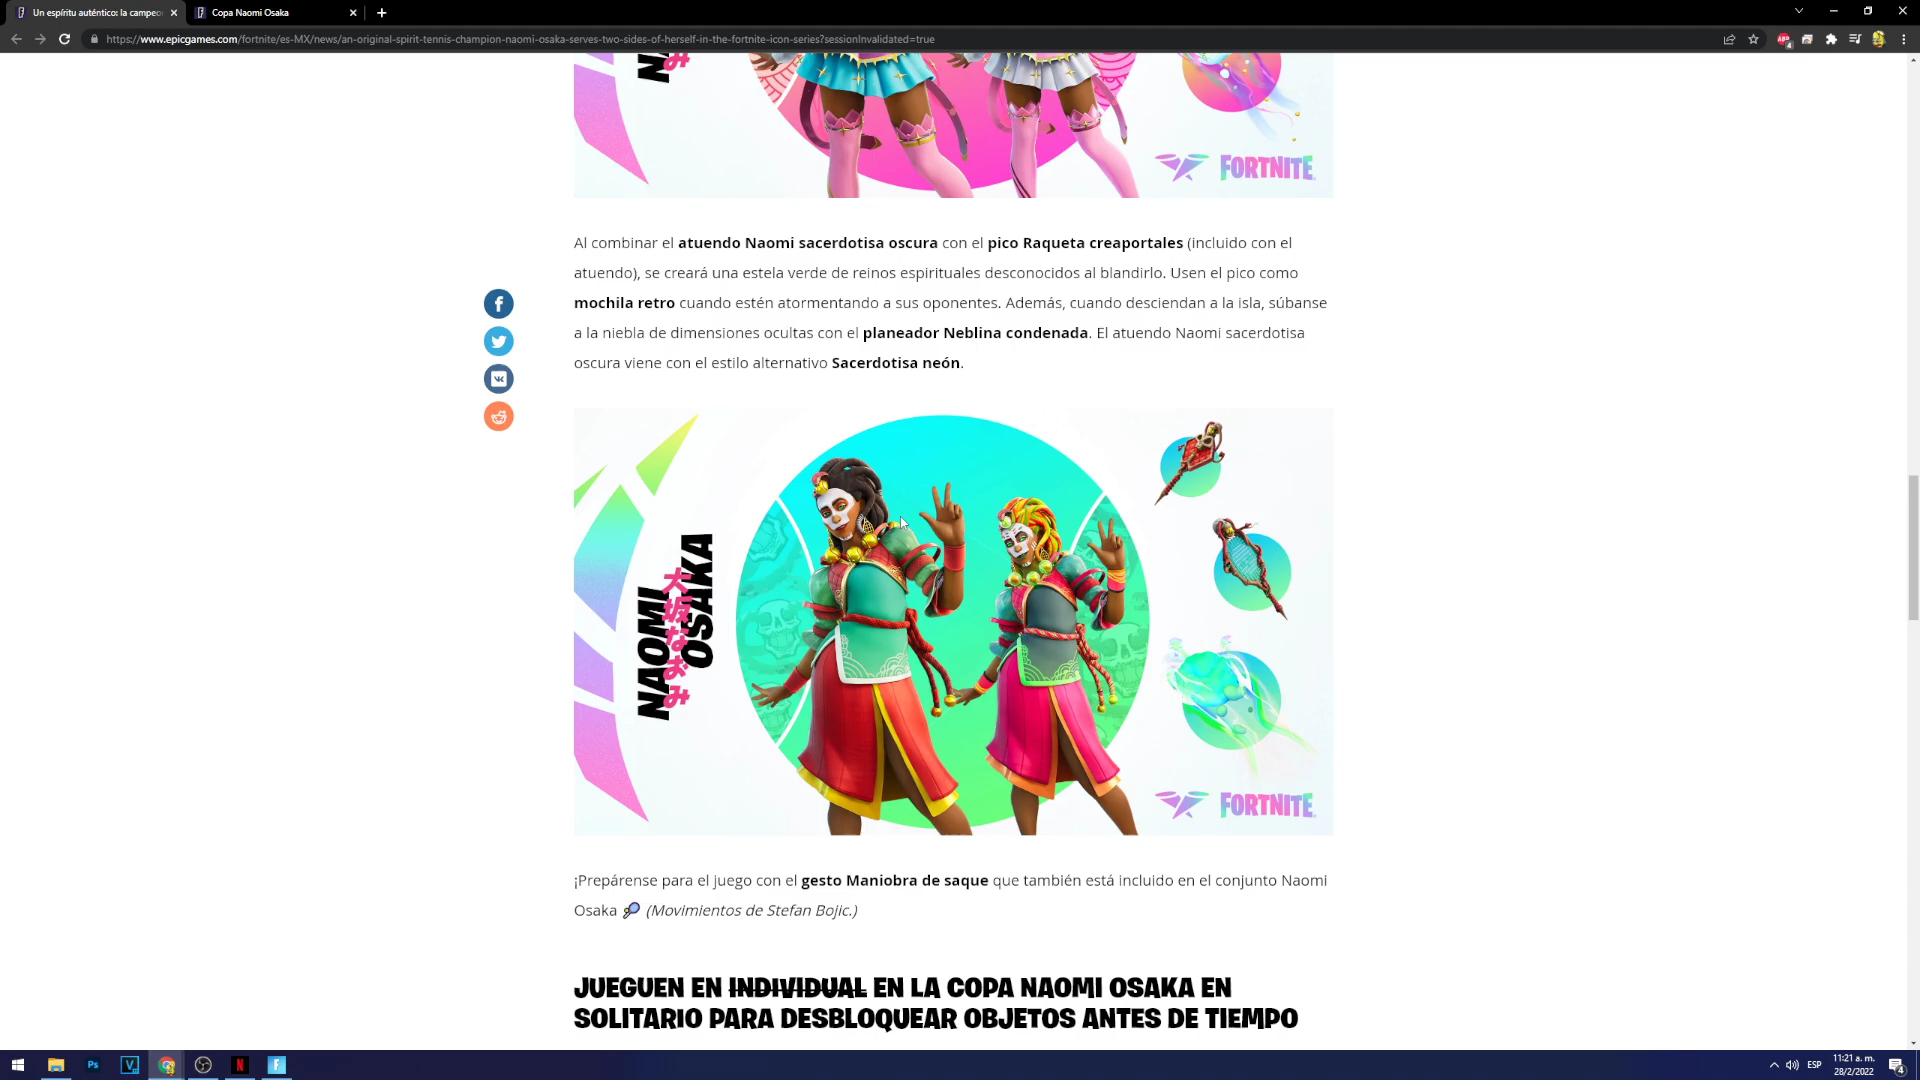 Un espíritu auténtico: la campeo
Copa Naomi Osaka
https://www.epicgames.com/fortnite/es-MX/news/an-original-spirit-tennis-champion-naomi-osaka-serves-two-sides-of-herself-in-the-fortnite-icon-series?sessionInvalidated=true
FORTNITE
Al combinar el atuendo Naomi sacerdotisa oscura con el pico Raqueta creaportales (incluido con el
atuendo), se creará una estela verde de reinos espirituales desconocidos al blandirlo. Usen el pico como
mochila retro cuando estén atormentando a sus oponentes. Además, cuando desciendan a la isla, súbanse
a la niebla de dimensiones ocultas con el planeador Neblina condenada. El atuendo Naomi sacerdotisa
oscura viene con el estilo alternativo Sacerdotisa neón.
NAOMI
大坂なおみ
OSAKA
FORTNITE
¡Prepárense para el juego con el gesto Maniobra de saque que también está incluido en el conjunto Naomi
Osaka 🎾 (Movimientos de Stefan Bojic.)
JUEGUEN EN INDIVIDUAL EN LA COPA NAOMI OSAKA EN
SOLITARIO PARA DESBLOQUEAR OBJETOS ANTES DE TIEMPO
ESP
11:21 a. m.
28/2/2022
4